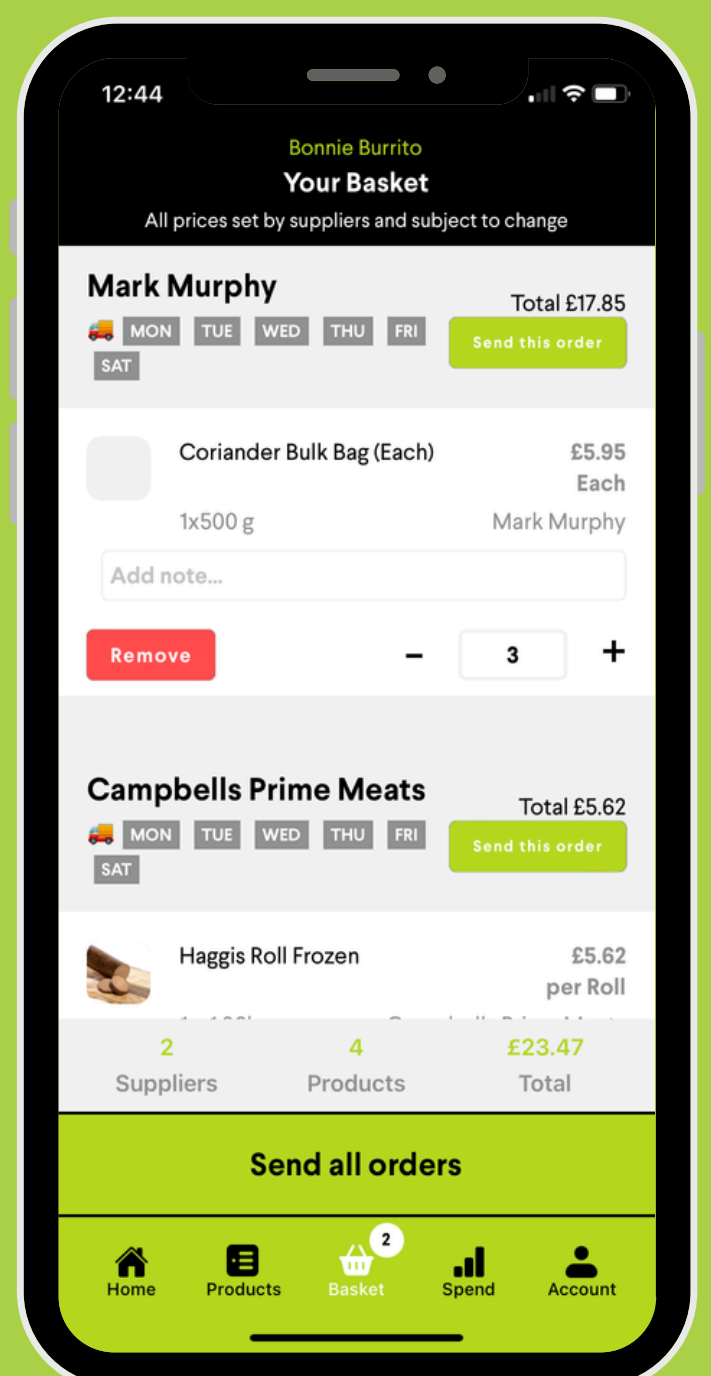 12:44
Bonnie Burrito
Your Basket
All prices set by suppliers and subject to change
Mark Murphy
Total £17.85
MON TUE WED THU FRI
Send this order
SAT
Coriander Bulk Bag (Each)
£5.95
Each
1x500 g
Mark Murphy
Add note...
Remove
– 3 +
Campbells Prime Meats
Total £5.62
MON TUE WED THU FRI
Send this order
SAT
Haggis Roll Frozen
£5.62
per Roll
2 4 £23.47
Suppliers Products Total
Send all orders
2
Home Products Basket Spend Account